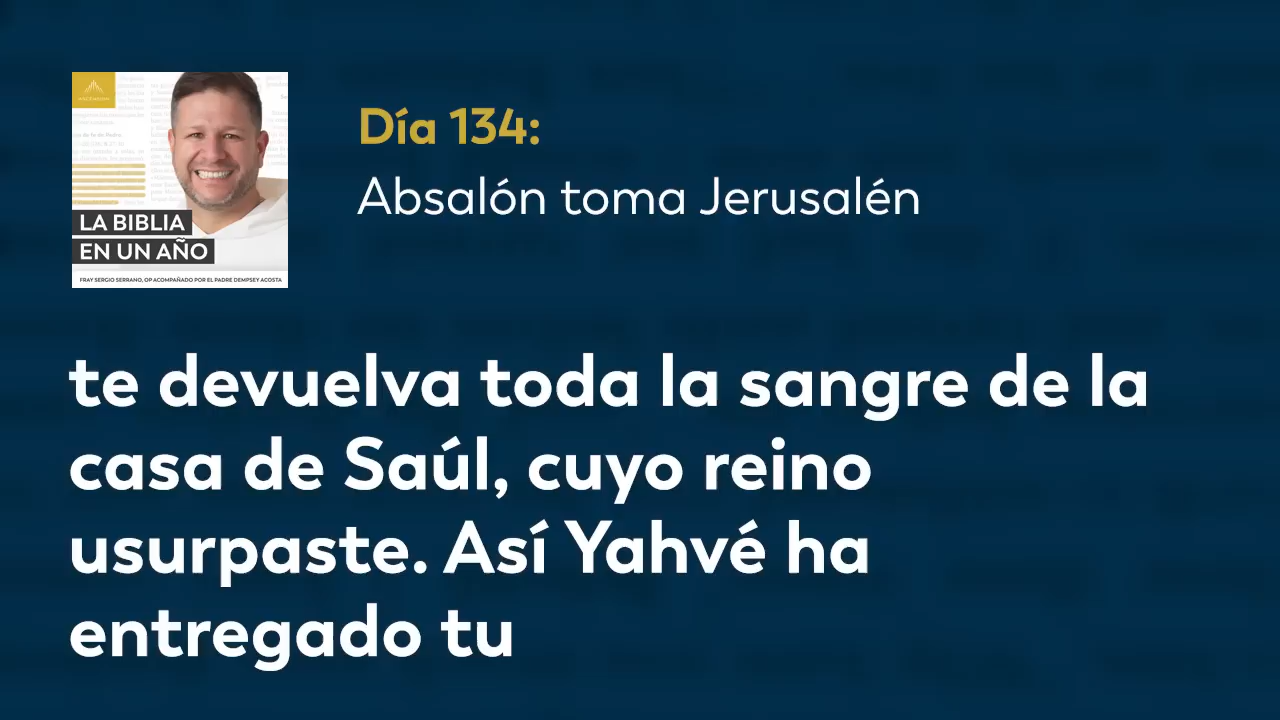 Día 134:
Absalón toma Jerusalén
LA BIBLIA
EN UN AÑO
FRAY SERGIO SERRANO, OP ACOMPAÑADO POR EL PADRE DEMPSEY ACOSTA
te devuelva toda la sangre de la
casa de Saúl, cuyo reino
usurpaste. Así Yahvé ha
entregado tu